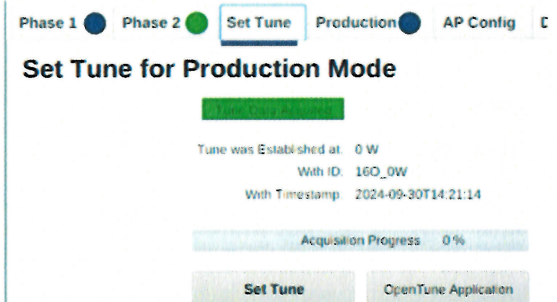 Phase 1 Phase 2 Set Tune Production AP Config D
Set Tune for Production Mode
Tune was Established at: 0 W
With ID: 16O_0W
With Timestamp: 2024-09-30T14:21:14
Acquisition Progress 0 %
Set Tune OpenTune Application